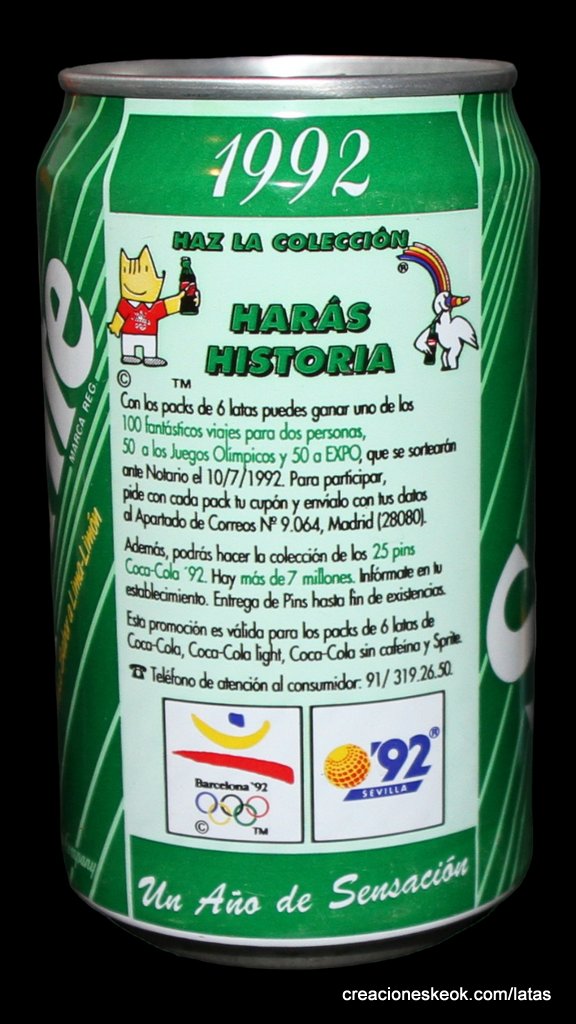 1992
HAZ LA COLECCIÓN
®
HARÁS
HISTORIA
© TM
Con los packs de 6 latas puedes ganar uno de los
100 fantásticos viajes para dos personas,
50 a los Juegos Olímpicos y 50 a EXPO, que se sortearán
ante Notario el 10/7/1992. Para participar,
pide con cada pack tu cupón y envíalo con tus datos
al Apartado de Correos Nº 9.064, Madrid (28080).
Además, podrás hacer la colección de los 25 pins
Coca-Cola '92. Hay más de 7 millones. Infórmate en tu
establecimiento. Entrega de Pins hasta fin de existencias.
Esta promoción es válida para los packs de 6 latas de
Coca-Cola, Coca-Cola light, Coca-Cola sin cafeína y Sprite.
☎ Teléfono de atención al consumidor: 91/ 319.26.50.
Barcelona '92
© TM
'92 ®
SEVILLA
Un Año de Sensación
MARCA REG.
Lima-Limón
Company
creacioneskeok.com/latas